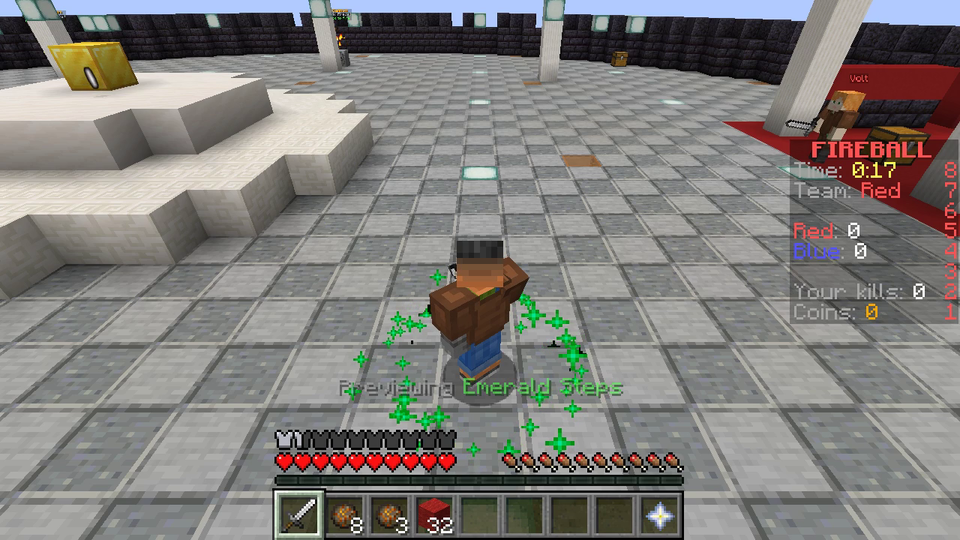 Volt
FIREBALL
Time: 0:17 8
Team: Red 7
6
Red: 0 5
Blue: 0 4
3
Your kills: 0 2
Coins: 0 1
Previewing Emerald Steps
8 3 32